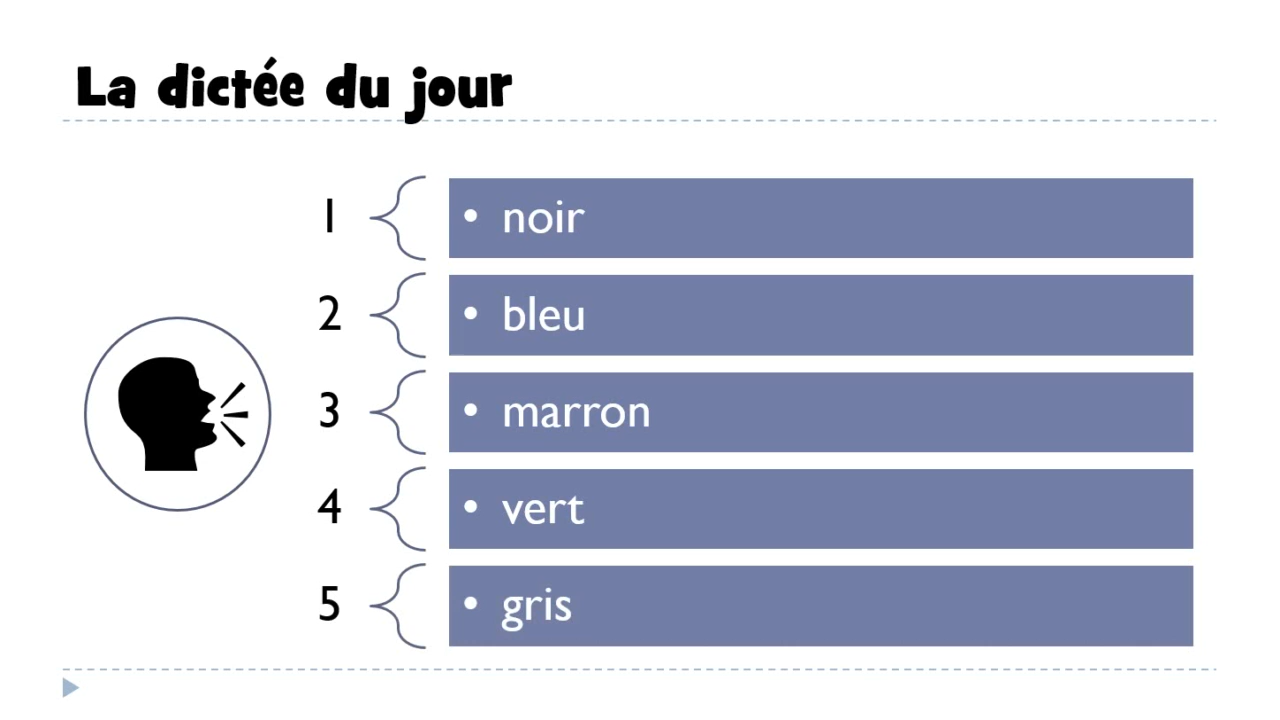 La dictée du jour
1 • noir
2 • bleu
3 • marron
4 • vert
5 • gris